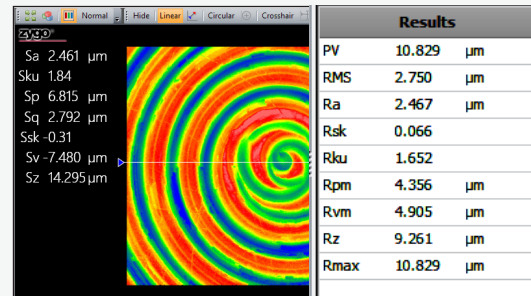 Normal Hide Linear Circular Crosshair H
zygo
Sa 2.461 µm
Sku 1.84
Sp 6.815 µm
Sq 2.792 µm
Ssk -0.31
Sv -7.480 µm
Sz 14.295 µm
Results
PV 10.829 µm
RMS 2.750 µm
Ra 2.467 µm
Rsk 0.066
Rku 1.652
Rpm 4.356 µm
Rvm 4.905 µm
Rz 9.261 µm
Rmax 10.829 µm